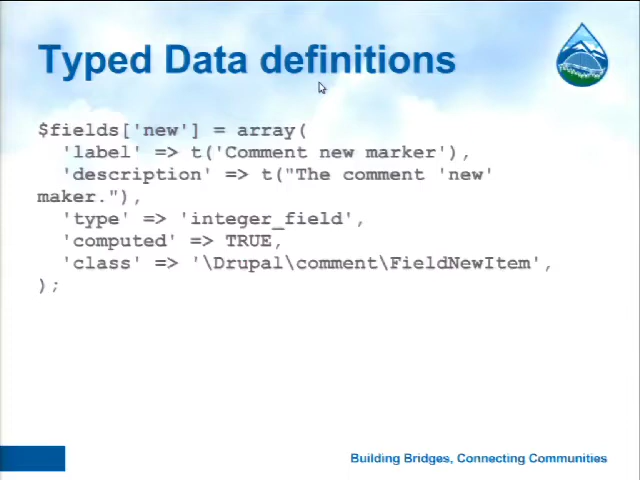 Typed Data definitions
$fields['new'] = array(
'label' => t('Comment new marker'),
'description' => t("The comment 'new'
maker."),
'type' => 'integer_field',
'computed' => TRUE,
'class' => '\Drupal\comment\FieldNewItem',
);
Building Bridges, Connecting Communities